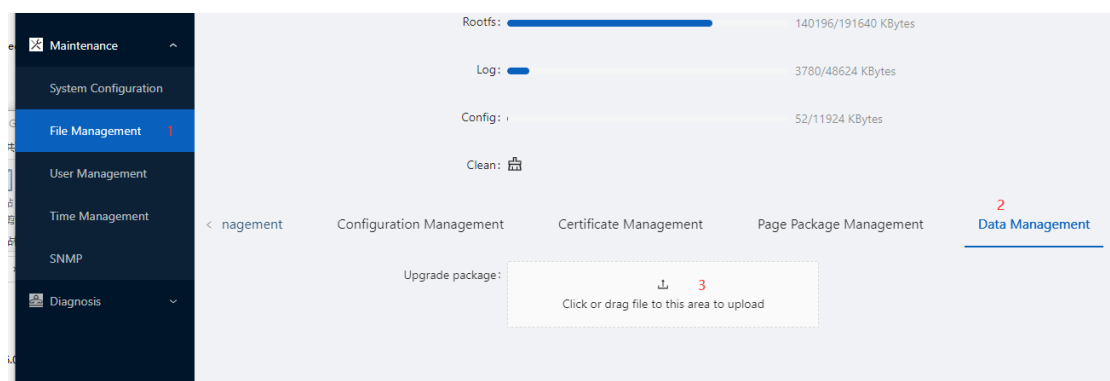 Rootfs: 140196/191640 KBytes
Maintenance
Log: 3780/48624 KBytes
System Configuration
Config: 52/11924 KBytes
File Management 1
Clean:
User Management
Time Management
2
< nagement Configuration Management Certificate Management Page Package Management Data Management
SNMP
Upgrade package: 3
Click or drag file to this area to upload
Diagnosis